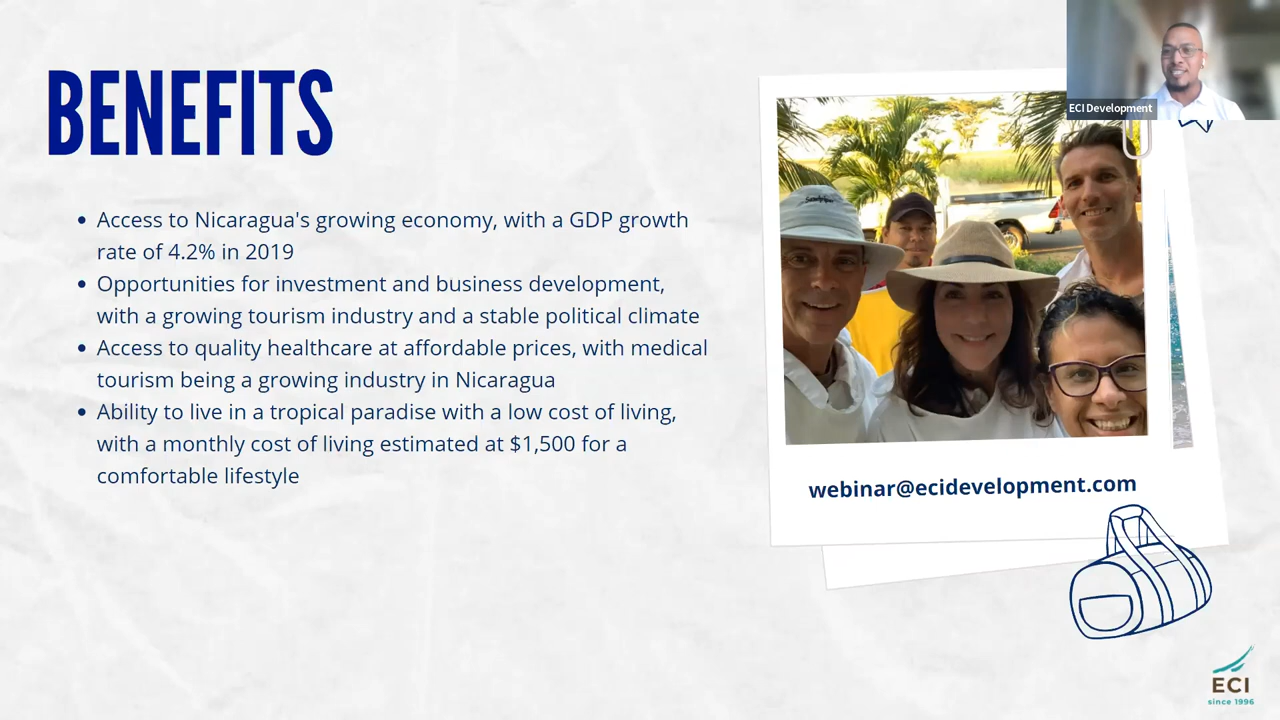 ECI Development
BENEFITS
Access to Nicaragua's growing economy, with a GDP growth
rate of 4.2% in 2019
Opportunities for investment and business development,
with a growing tourism industry and a stable political climate
Access to quality healthcare at affordable prices, with medical
tourism being a growing industry in Nicaragua
Ability to live in a tropical paradise with a low cost of living,
with a monthly cost of living estimated at $1,500 for a
comfortable lifestyle
webinar@ecidevelopment.com
ECI
since 1996